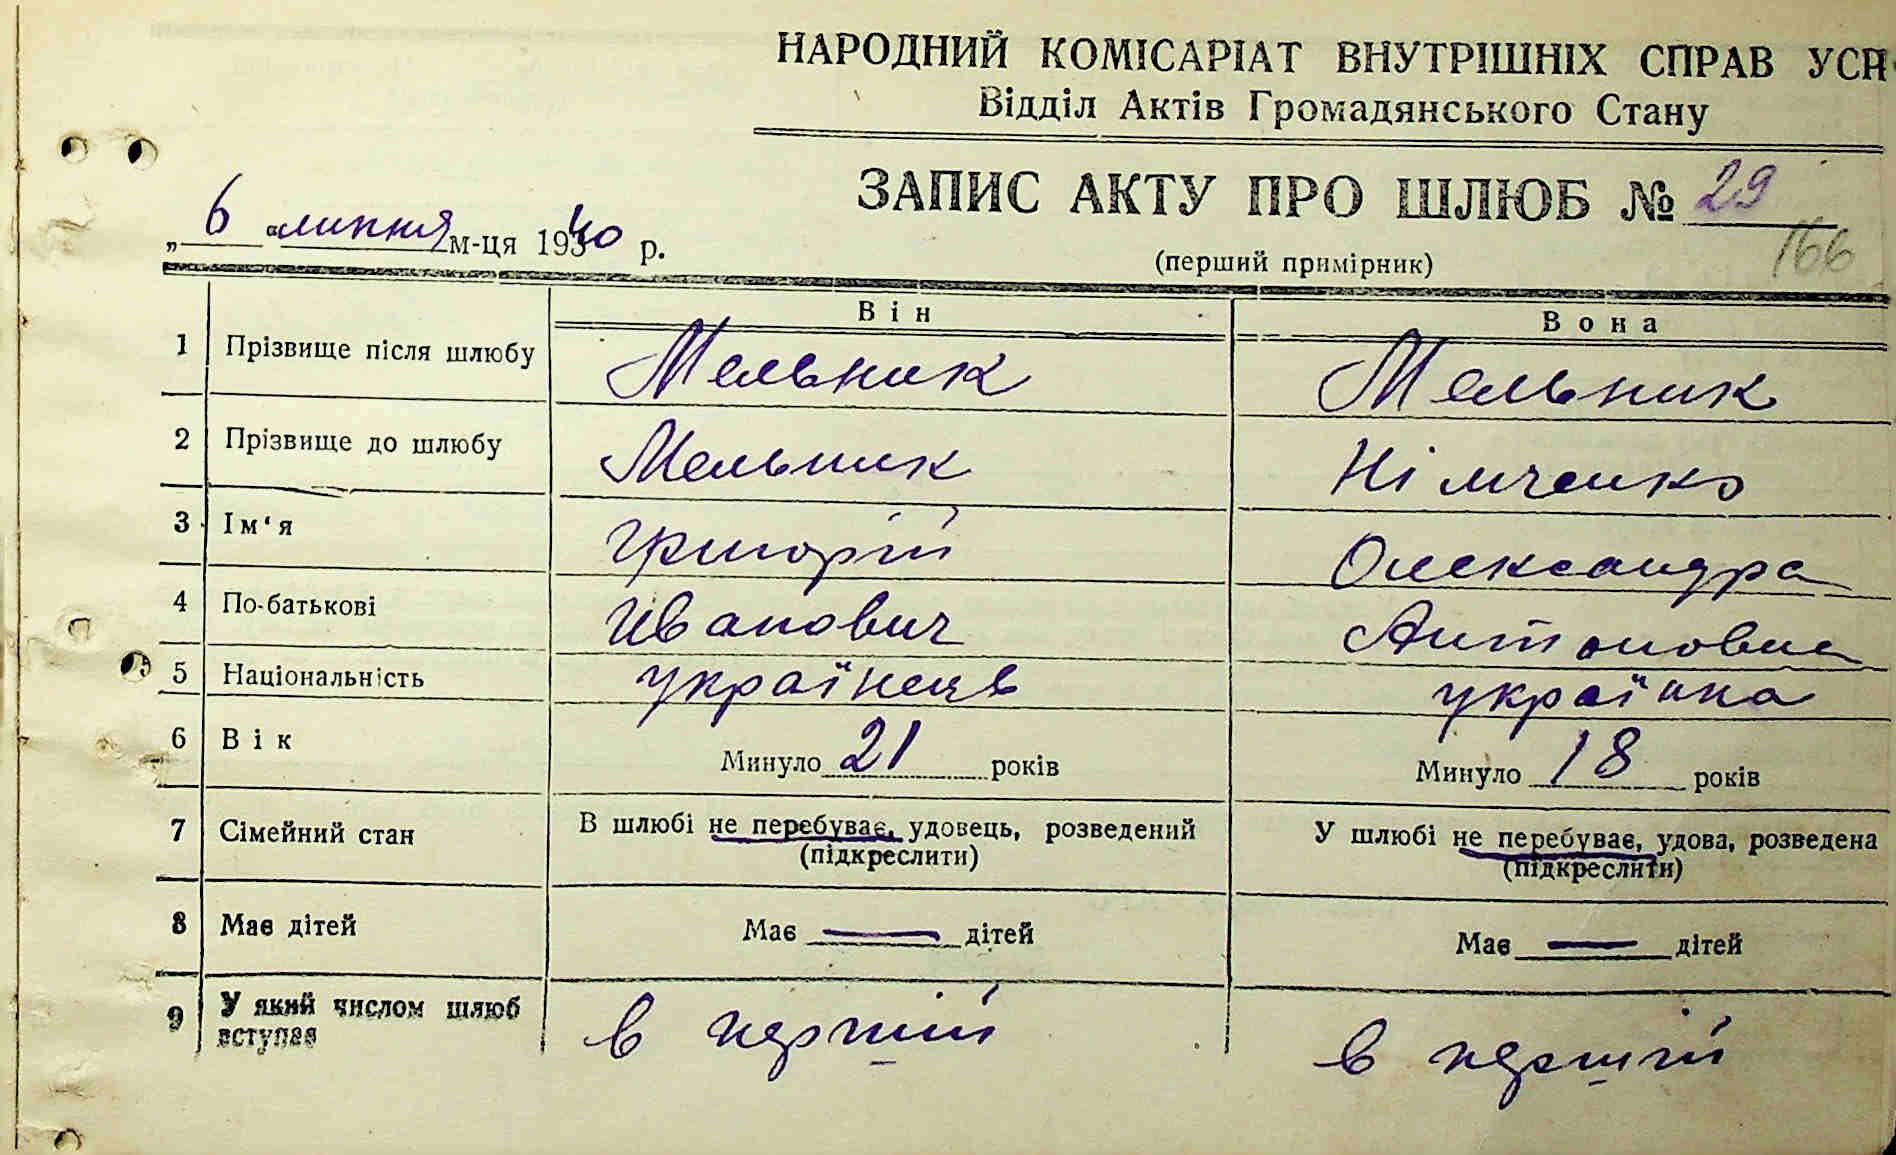 НАРОДНИЙ КОМІСАРІАТ ВНУТРІШНІХ СПРАВ УСР
Відділ Актів Громадянського Стану
ЗАПИС АКТУ ПРО ШЛЮБ № 29
„ 6 “ липня м-ця 1940 р.
(перший примірник)
166
Він Вона
1 Прізвище після шлюбу Мельник Мельник
2 Прізвище до шлюбу Мельник Німченко
3 Ім‘я Григорій Олександра
4 По-батькові Иванович Антоновна
5 Національність українець українка
6 Вік Минуло 21 років Минуло 18 років
7 Сімейний стан В шлюбі не перебуває, удовець, розведений У шлюбі не перебуває, удова, розведена
(підкреслити) (підкреслити)
8 Має дітей Має — дітей Має — дітей
9 У який числом шлюб вступає в перший в перший